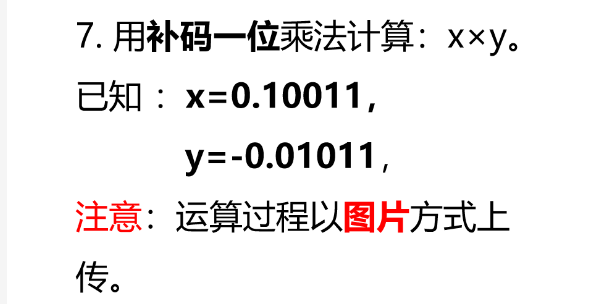 7. 用补码一位乘法计算：x×y。
已知 ：x=0.10011，
y=-0.01011，
注意：运算过程以图片方式上
传。